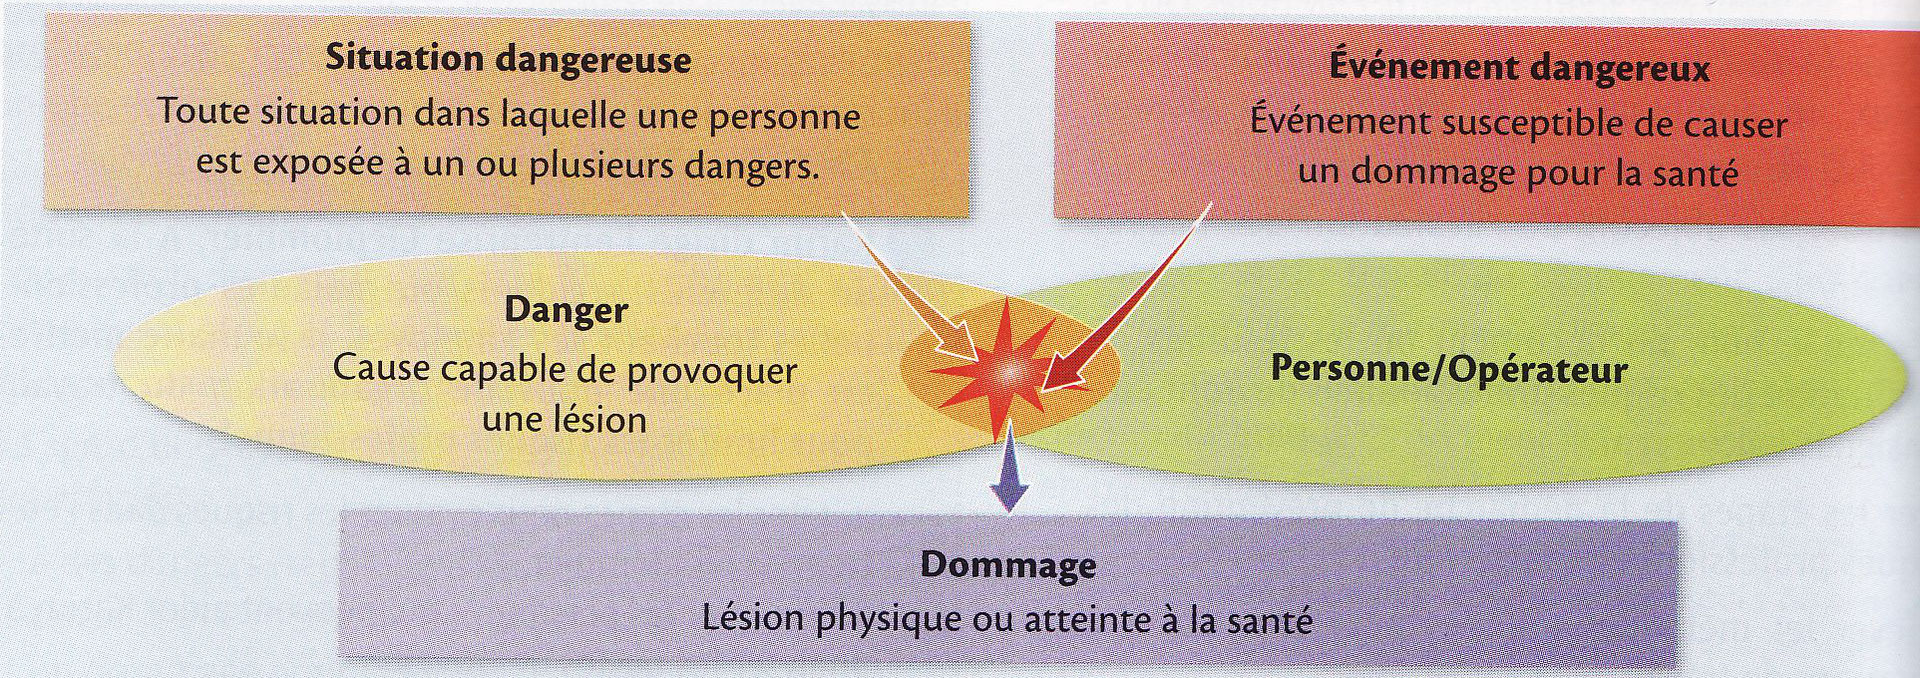 Situation dangereuse
Toute situation dans laquelle une personne
est exposée à un ou plusieurs dangers.
Événement dangereux
Événement susceptible de causer
un dommage pour la santé
Danger
Cause capable de provoquer
une lésion
Personne/Opérateur
Dommage
Lésion physique ou atteinte à la santé